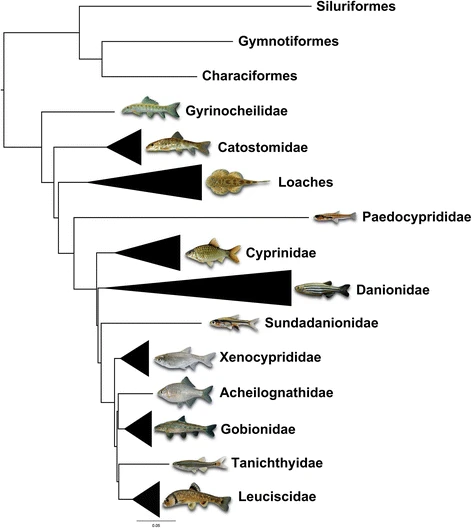 Siluriformes
Gymnotiformes
Characiformes
Gyrinocheilidae
Catostomidae
Loaches
Paedocyprididae
Cyprinidae
Danionidae
Sundadanionidae
Xenocyprididae
Acheilognathidae
Gobionidae
Tanichthyidae
Leuciscidae
0.05